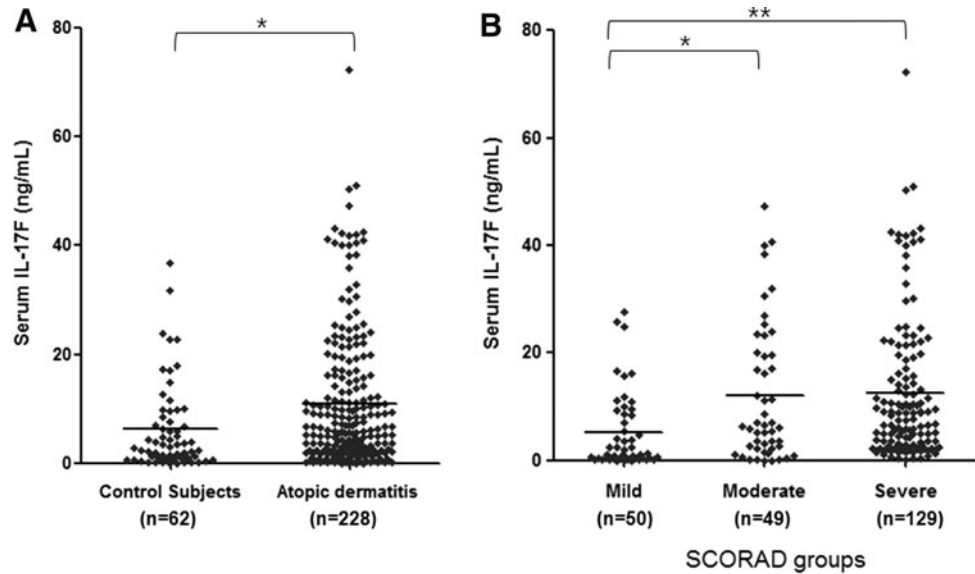 A
*
80
60
40
20
0
Serum IL-17F (ng/mL)
Control Subjects
(n=62)
Atopic dermatitis
(n=228)
B
**
*
80
60
40
20
0
Serum IL-17F (ng/mL)
Mild
(n=50)
Moderate
(n=49)
Severe
(n=129)
SCORAD groups